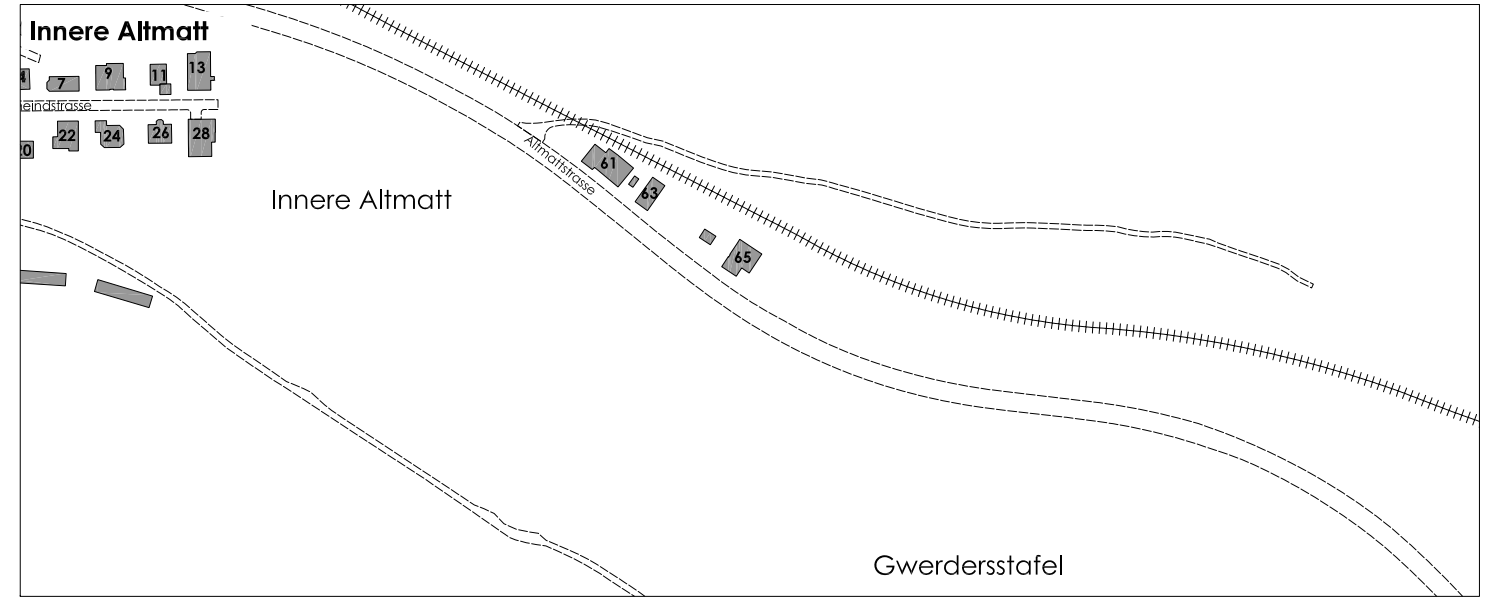 Innere Altmatt
7
9
11
13
eindstrasse
22
24
26
28
20
Altmattstrasse
61
63
65
Innere Altmatt
Gwerdersstafel